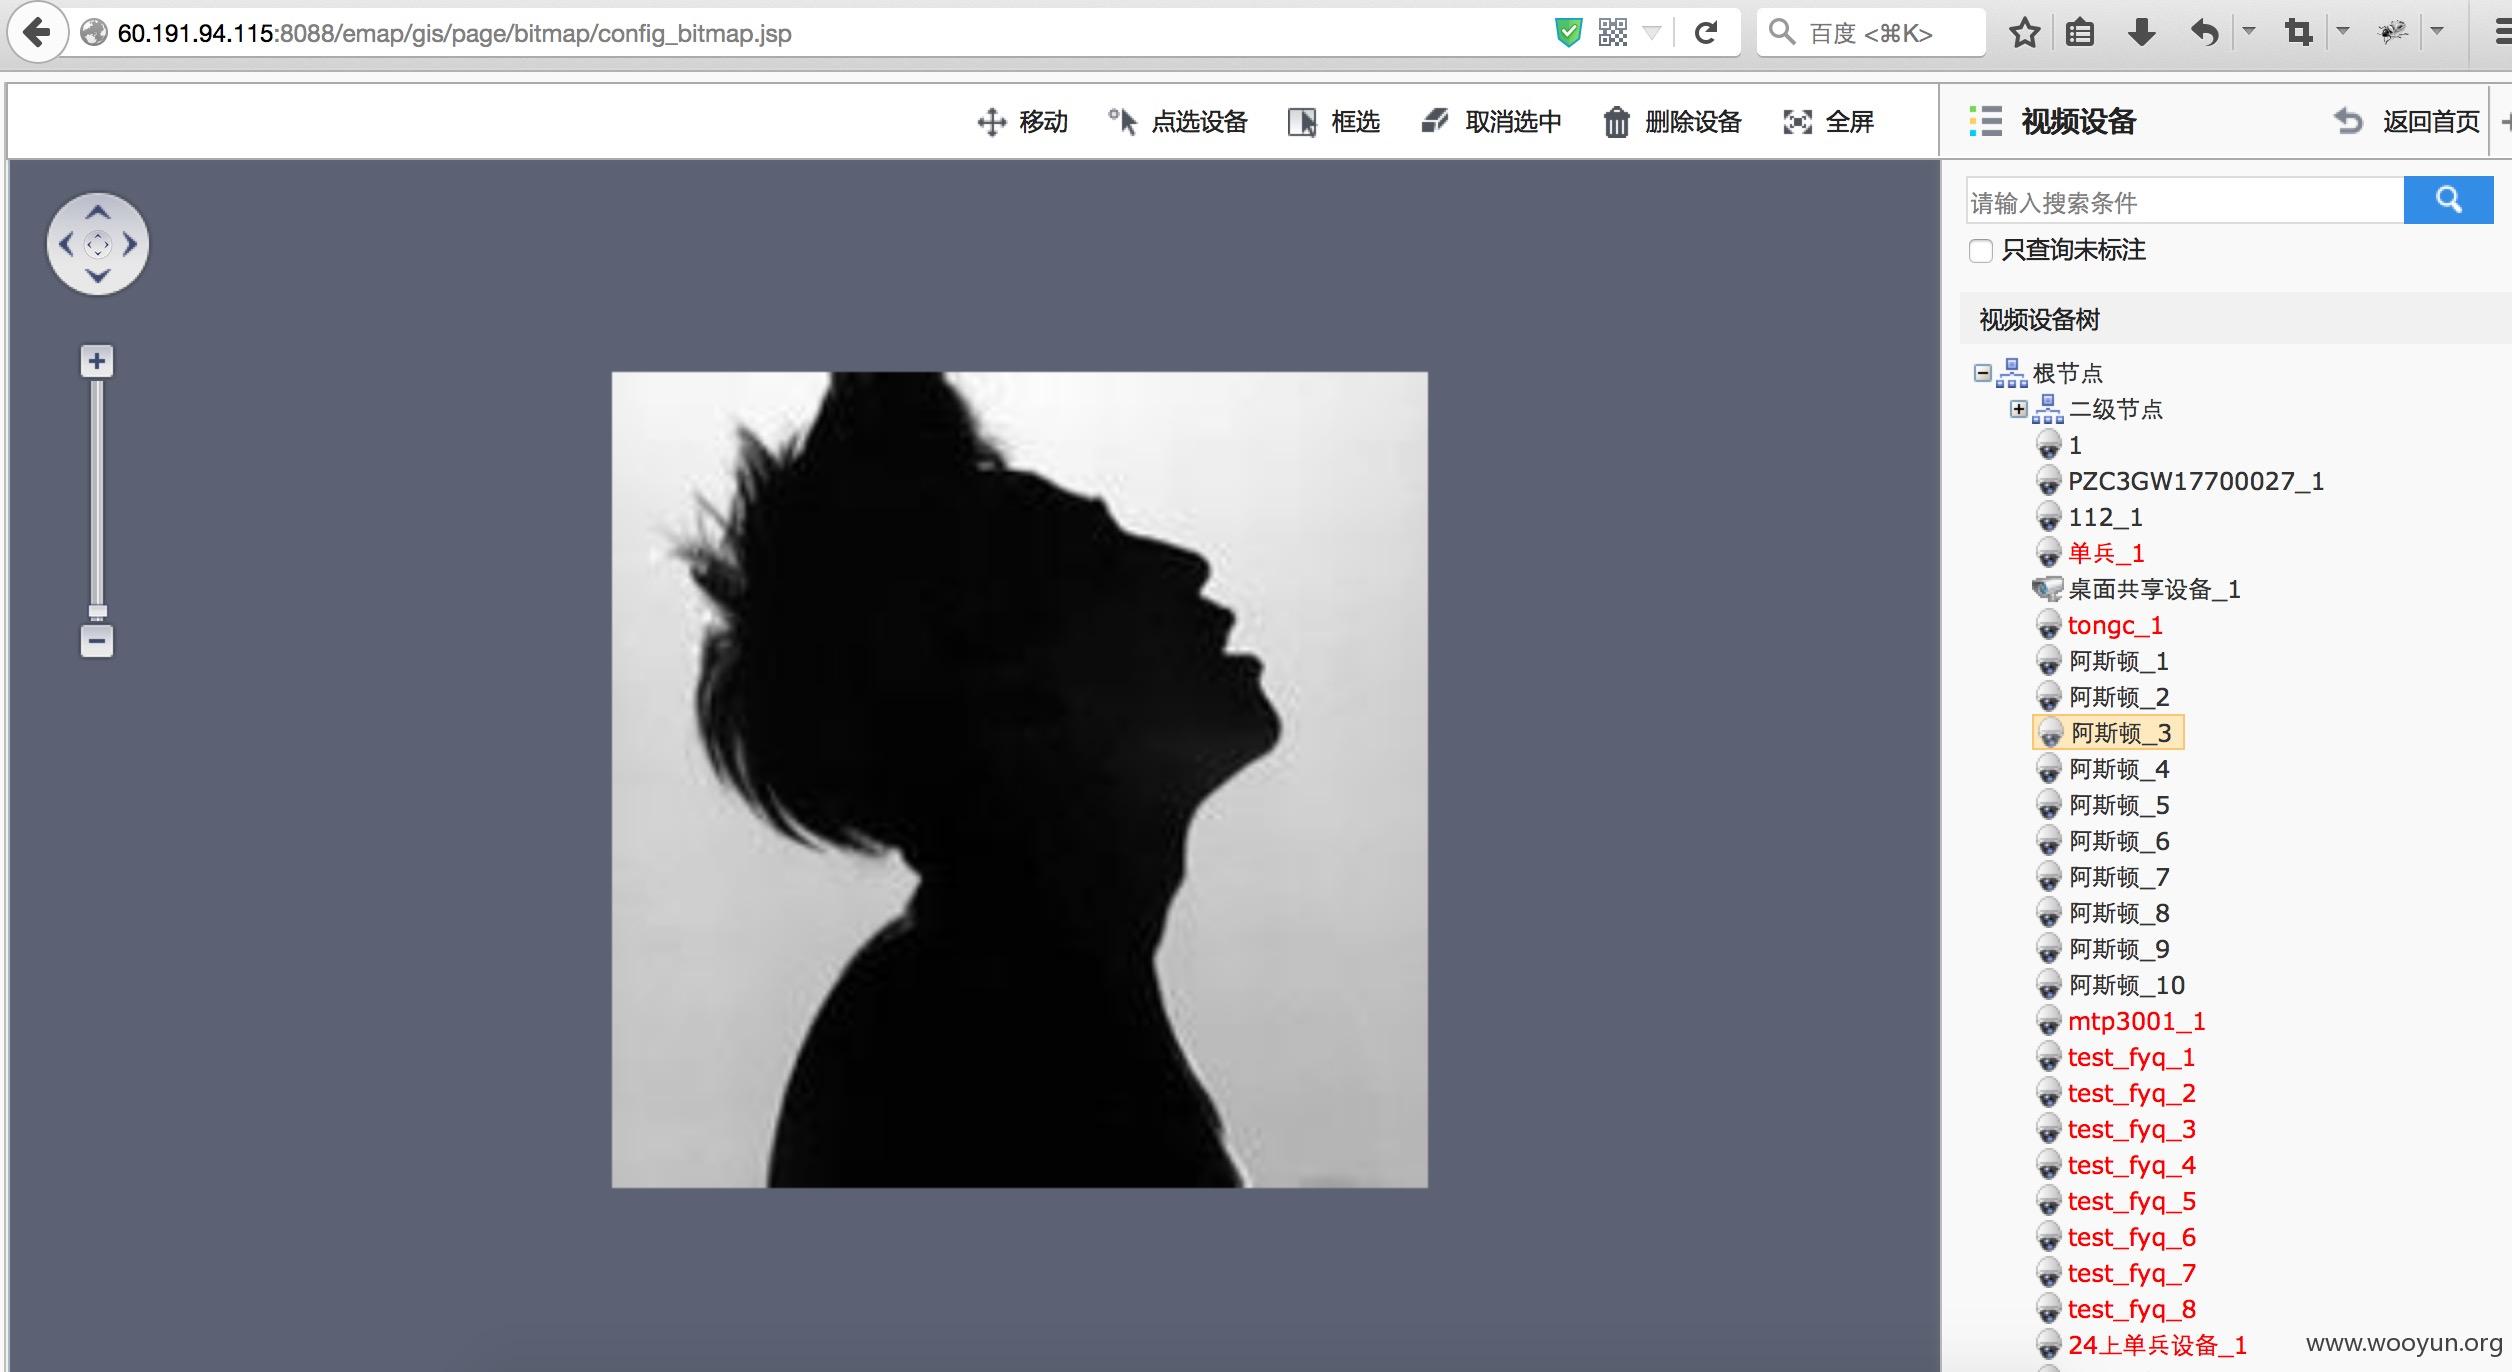 60.191.94.115:8088/emap/gis/page/bitmap/config_bitmap.jsp
百度 <⌘K>
移动 点选设备 框选 取消选中 删除设备 全屏
视频设备 返回首页
请输入搜索条件
只查询未标注
视频设备树
根节点
二级节点
1
PZC3GW17700027_1
112_1
单兵_1
桌面共享设备_1
tongc_1
阿斯顿_1
阿斯顿_2
阿斯顿_3
阿斯顿_4
阿斯顿_5
阿斯顿_6
阿斯顿_7
阿斯顿_8
阿斯顿_9
阿斯顿_10
mtp3001_1
test_fyq_1
test_fyq_2
test_fyq_3
test_fyq_4
test_fyq_5
test_fyq_6
test_fyq_7
test_fyq_8
24上单兵设备_1
www.wooyun.org